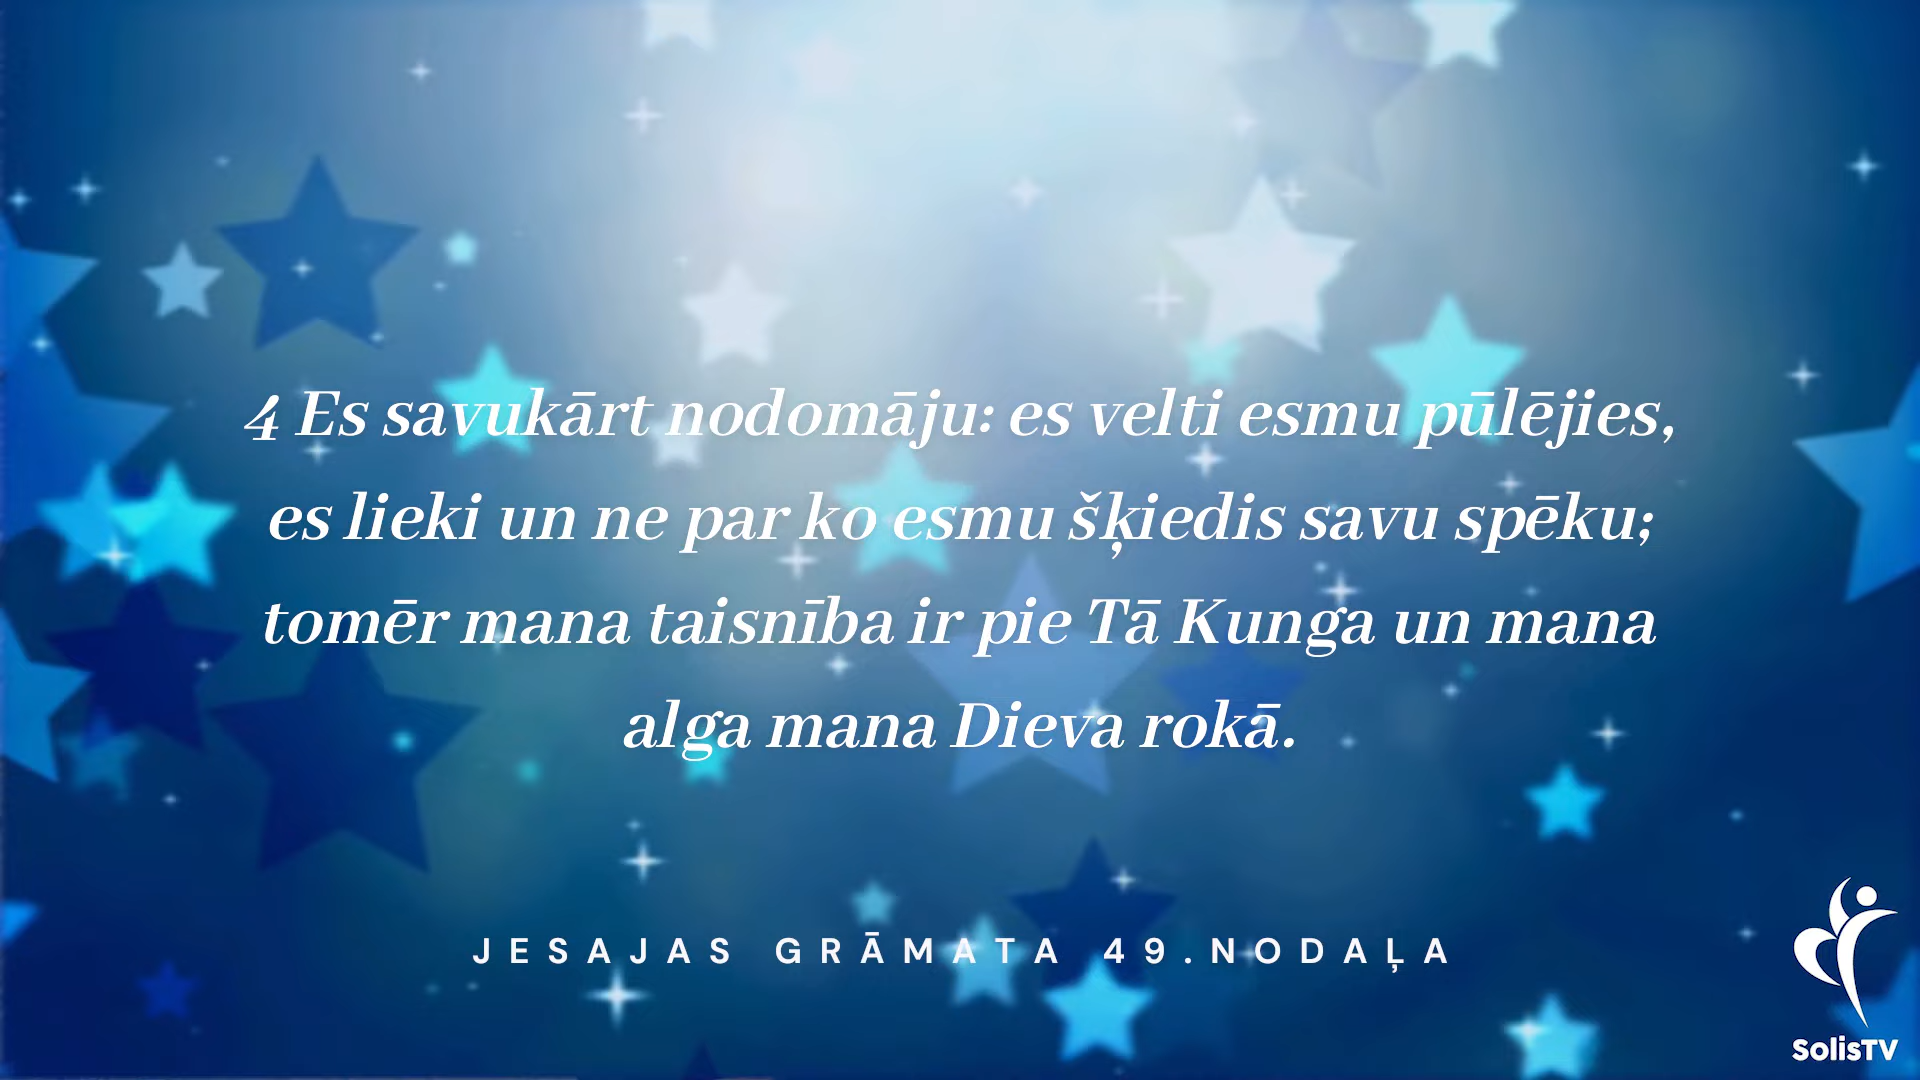 4 Es savukārt nodomāju: es velti esmu pūlējies,
es lieki un ne par ko esmu šķiedis savu spēku;
tomēr mana taisnība ir pie Tā Kunga un mana
alga mana Dieva rokā.
JESAJAS GRĀMATA 49.NODAĻA
SolisTV